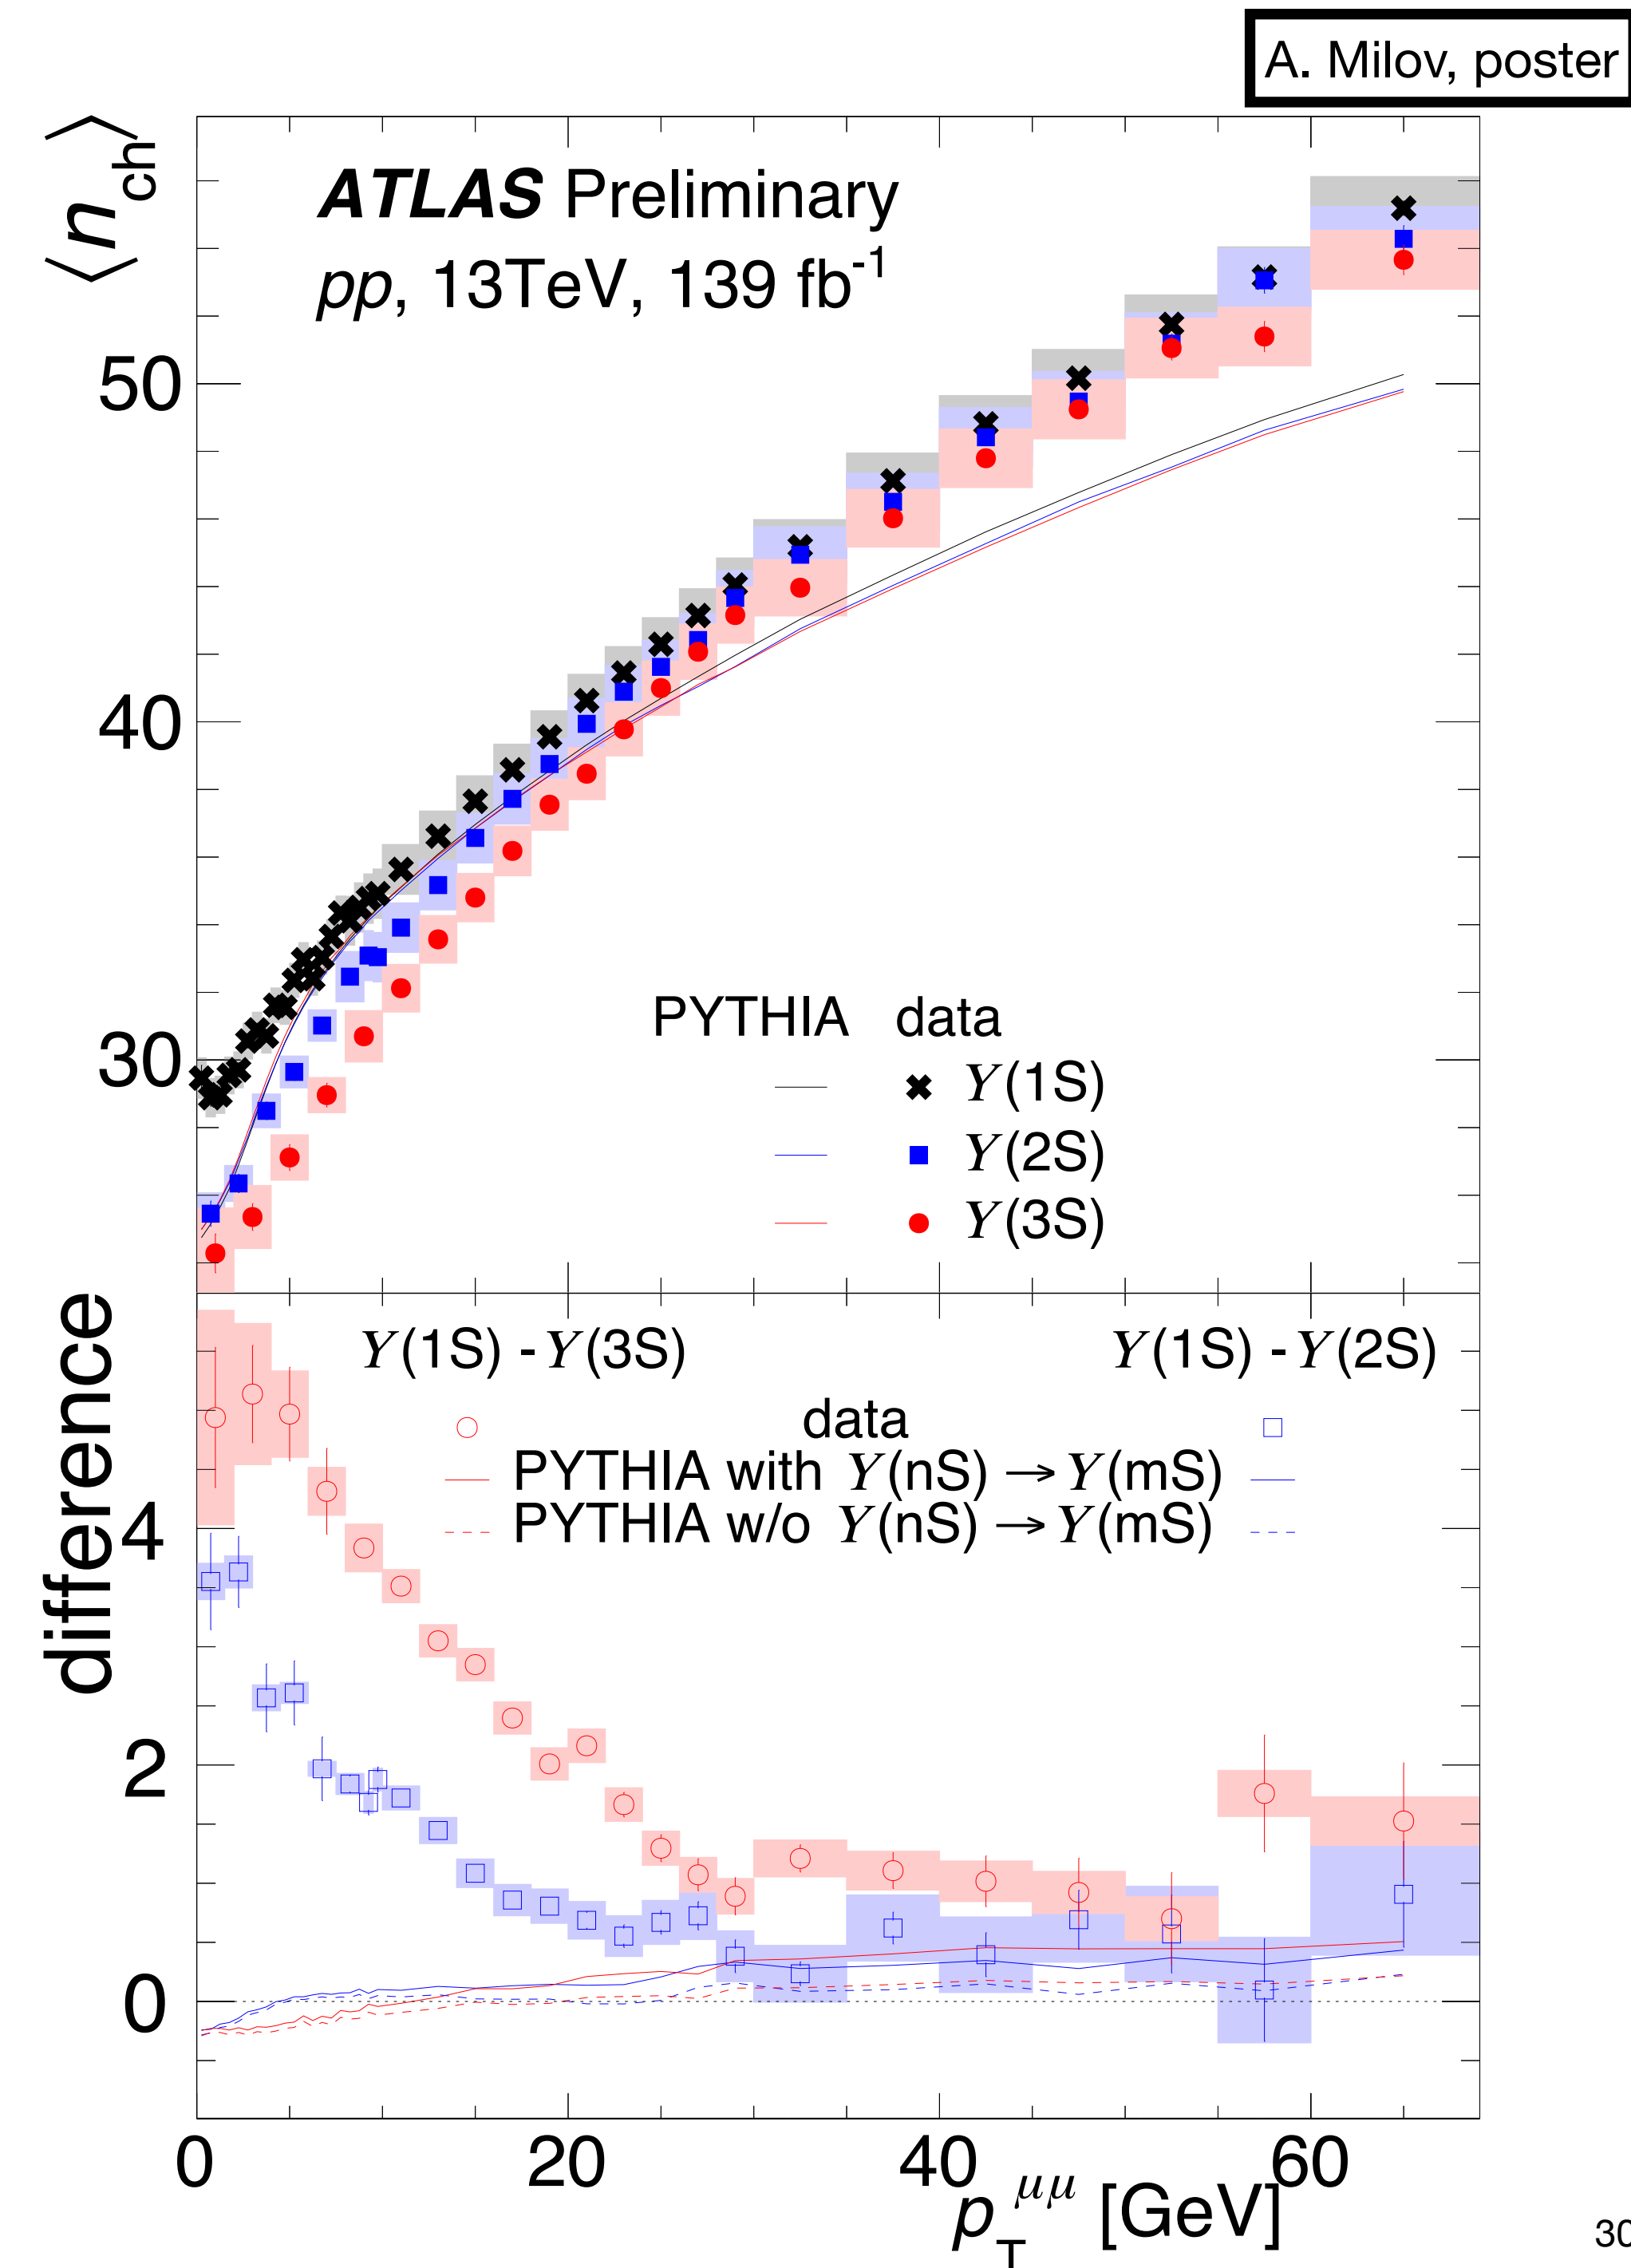 A. Milov, poster
⟨n_ch⟩
ATLAS Preliminary
pp, 13TeV, 139 fb⁻¹
50
40
30
PYTHIA data
Υ(1S)
Υ(2S)
Υ(3S)
difference
Υ(1S) - Υ(3S) Υ(1S) - Υ(2S)
data
PYTHIA with Υ(nS) → Υ(mS)
PYTHIA w/o Υ(nS) → Υ(mS)
4
2
0
0 20 40 60
p_T^μμ [GeV]
30